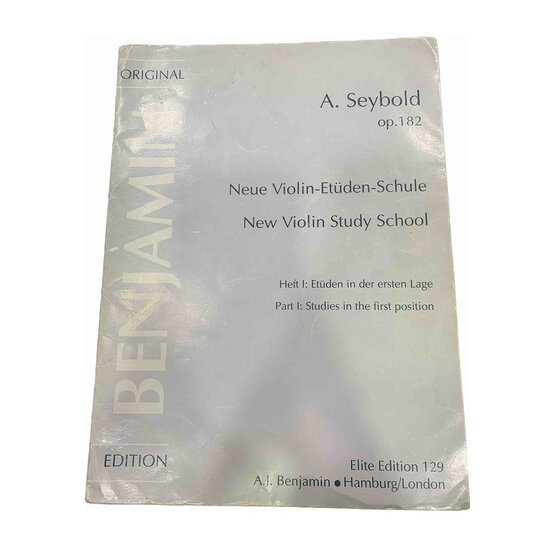 ORIGINAL
BENJAMIN
EDITION
A. Seybold
op.182
Neue Violin-Etüden-Schule
New Violin Study School
Heft I: Etüden in der ersten Lage
Part I: Studies in the first position
Elite Edition 129
A.J. Benjamin ● Hamburg/London